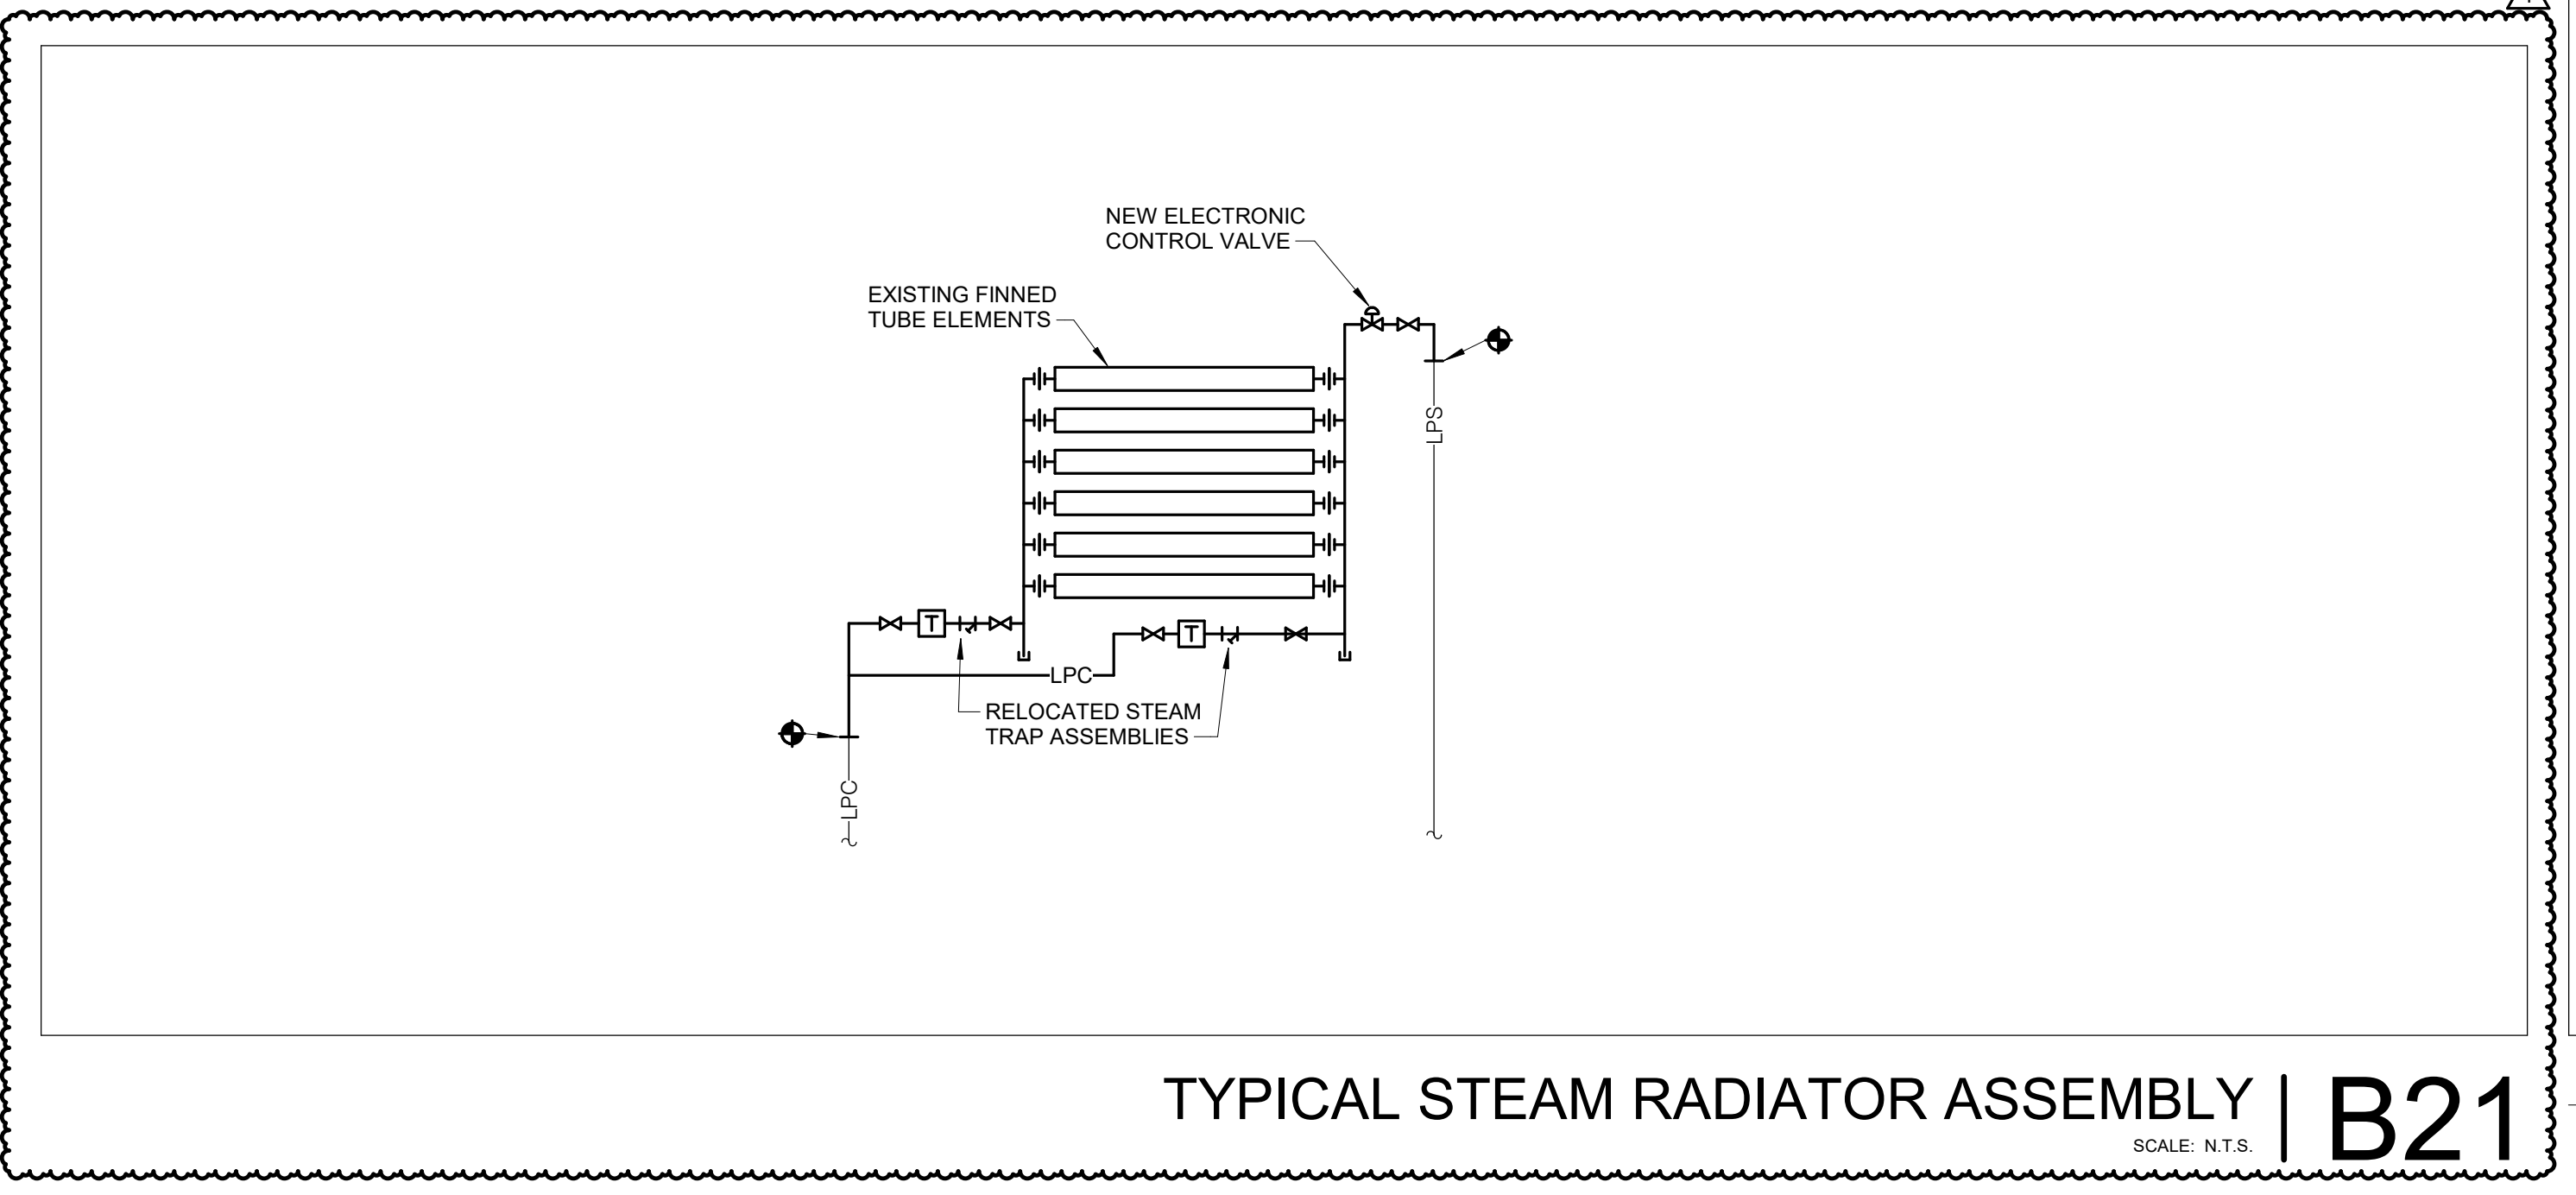 NEW ELECTRONIC
CONTROL VALVE
EXISTING FINNED
TUBE ELEMENTS
LPS
T
T
LPC
RELOCATED STEAM
TRAP ASSEMBLIES
LPC
TYPICAL STEAM RADIATOR ASSEMBLY
SCALE: N.T.S.
B21